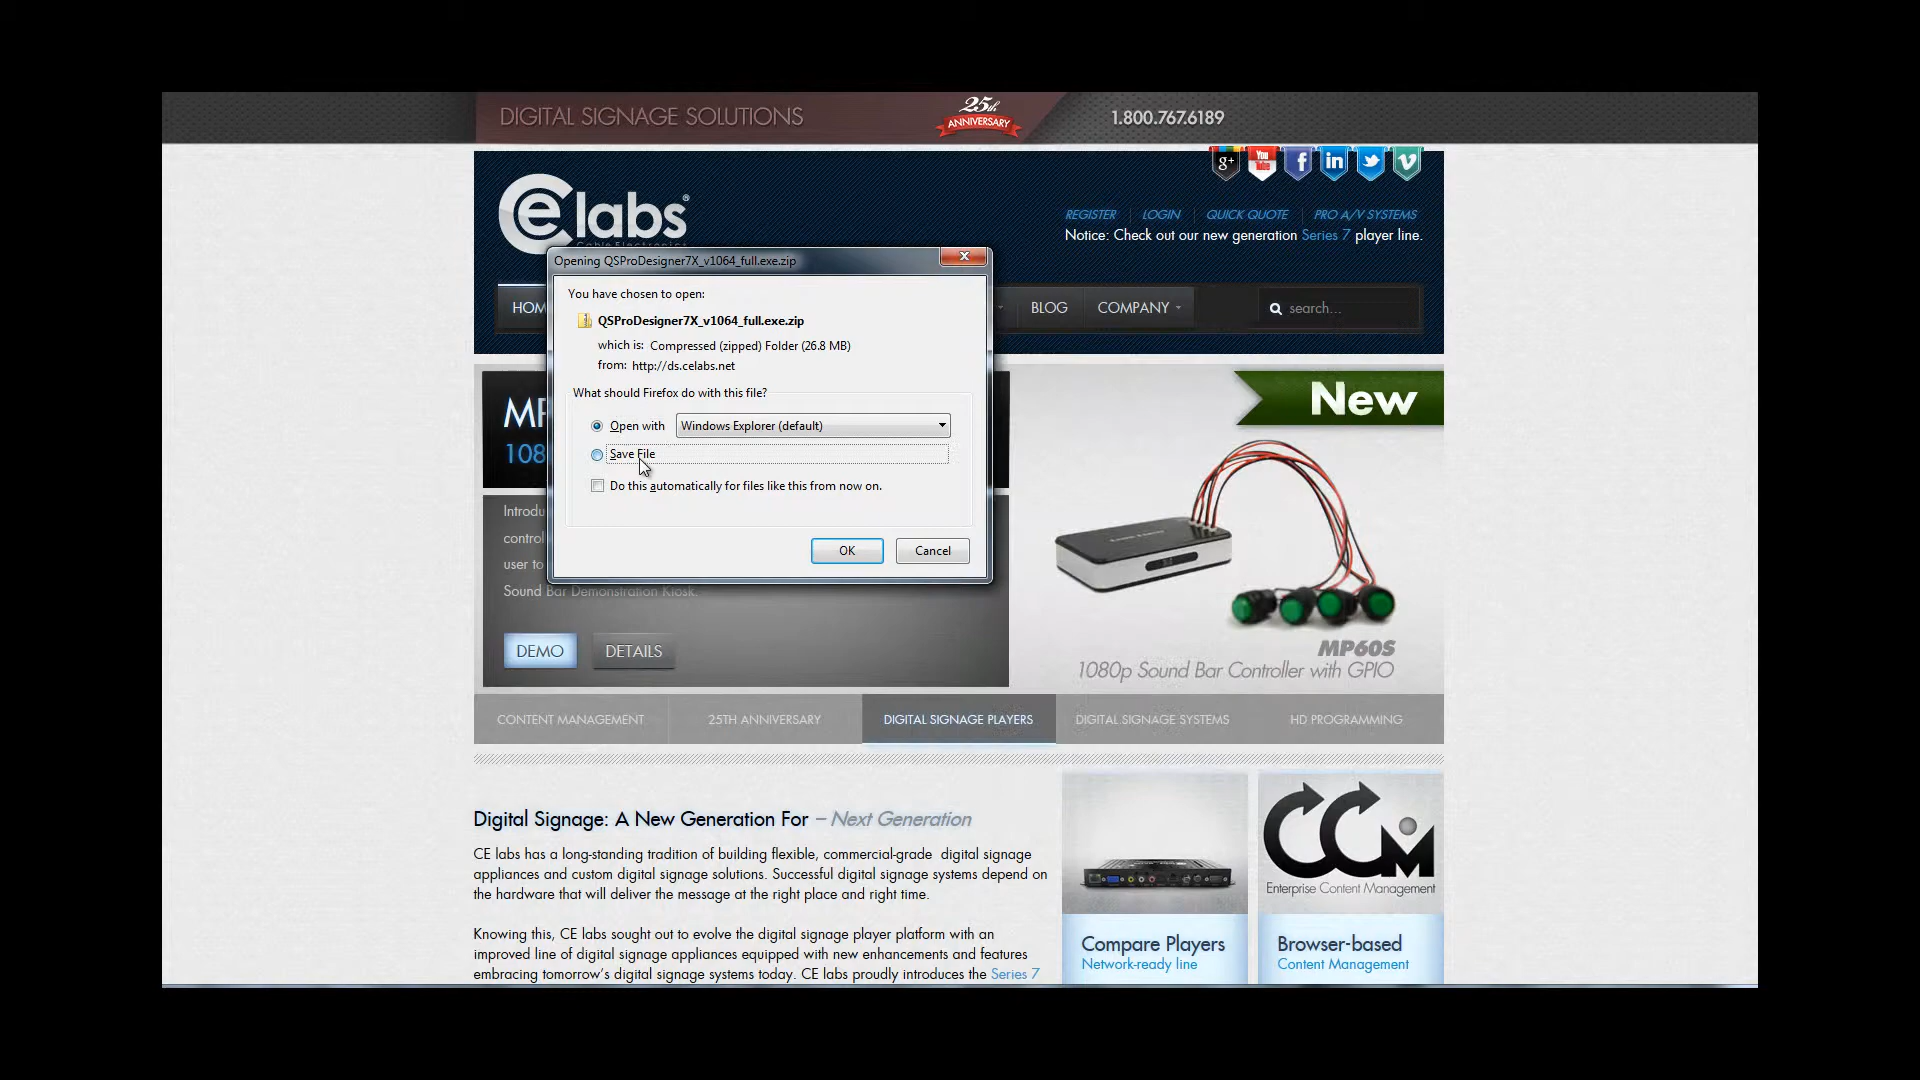 DIGITAL SIGNAGE SOLUTIONS
25th
ANNIVERSARY
1.800.767.6189
g+
You
Tube
f
in
v
celabs®
REGISTER LOGIN QUICK QUOTE PRO A/V SYSTEMS
Notice: Check out our new generation Series 7 player line.
HOM
BLOG
COMPANY
search...
Opening QSProDesigner7X_v1064_full.exe.zip
You have chosen to open:
QSProDesigner7X_v1064_full.exe.zip
which is: Compressed (zipped) Folder (26.8 MB)
from: http://ds.celabs.net
What should Firefox do with this file?
Open with Windows Explorer (default)
Save File
Do this automatically for files like this from now on.
OK
Cancel
MP
108
New
Introdu
control
user to
Sound Bar Demonstration Kiosk.
DEMO
DETAILS
MP60S
1080p Sound Bar Controller with GPIO
CONTENT MANAGEMENT
25TH ANNIVERSARY
DIGITAL SIGNAGE PLAYERS
DIGITAL SIGNAGE SYSTEMS
HD PROGRAMMING
Digital Signage: A New Generation For – Next Generation
CE labs has a long-standing tradition of building flexible, commercial-grade digital signage
appliances and custom digital signage solutions. Successful digital signage systems depend on
the hardware that will deliver the message at the right place and right time.
Knowing this, CE labs sought out to evolve the digital signage player platform with an
improved line of digital signage appliances equipped with new enhancements and features
embracing tomorrow's digital signage systems today. CE labs proudly introduces the Series 7
Compare Players
Network-ready line
CCM
Enterprise Content Management
Browser-based
Content Management